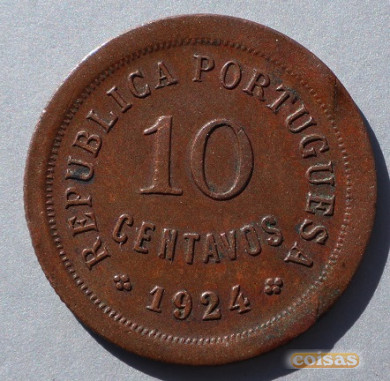 REPUBLICA PORTUGUESA
10
CENTAVOS
1924
coisas